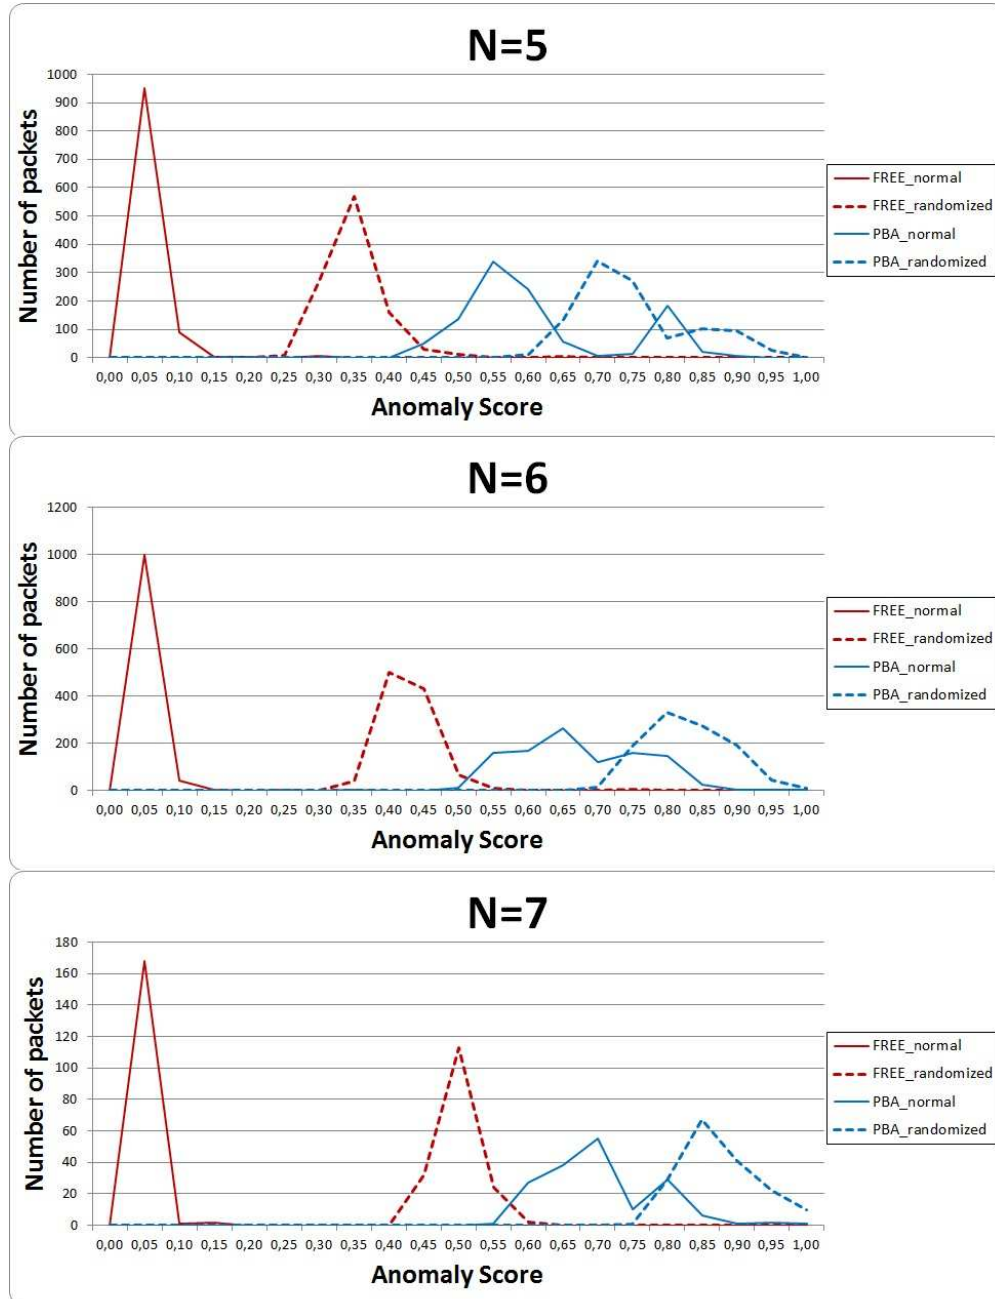 N=5
Number of packets
1000
900
800
700
600
500
400
300
200
100
0
0,00 0,05 0,10 0,15 0,20 0,25 0,30 0,35 0,40 0,45 0,50 0,55 0,60 0,65 0,70 0,75 0,80 0,85 0,90 0,95 1,00
Anomaly Score
FREE_normal
FREE_randomized
PBA_normal
PBA_randomized
N=6
Number of packets
1200
1000
800
600
400
200
0
0,00 0,05 0,10 0,15 0,20 0,25 0,30 0,35 0,40 0,45 0,50 0,55 0,60 0,65 0,70 0,75 0,80 0,85 0,90 0,95 1,00
Anomaly Score
FREE_normal
FREE_randomized
PBA_normal
PBA_randomized
N=7
Number of packets
180
160
140
120
100
80
60
40
20
0
0,00 0,05 0,10 0,15 0,20 0,25 0,30 0,35 0,40 0,45 0,50 0,55 0,60 0,65 0,70 0,75 0,80 0,85 0,90 0,95 1,00
Anomaly Score
FREE_normal
FREE_randomized
PBA_normal
PBA_randomized